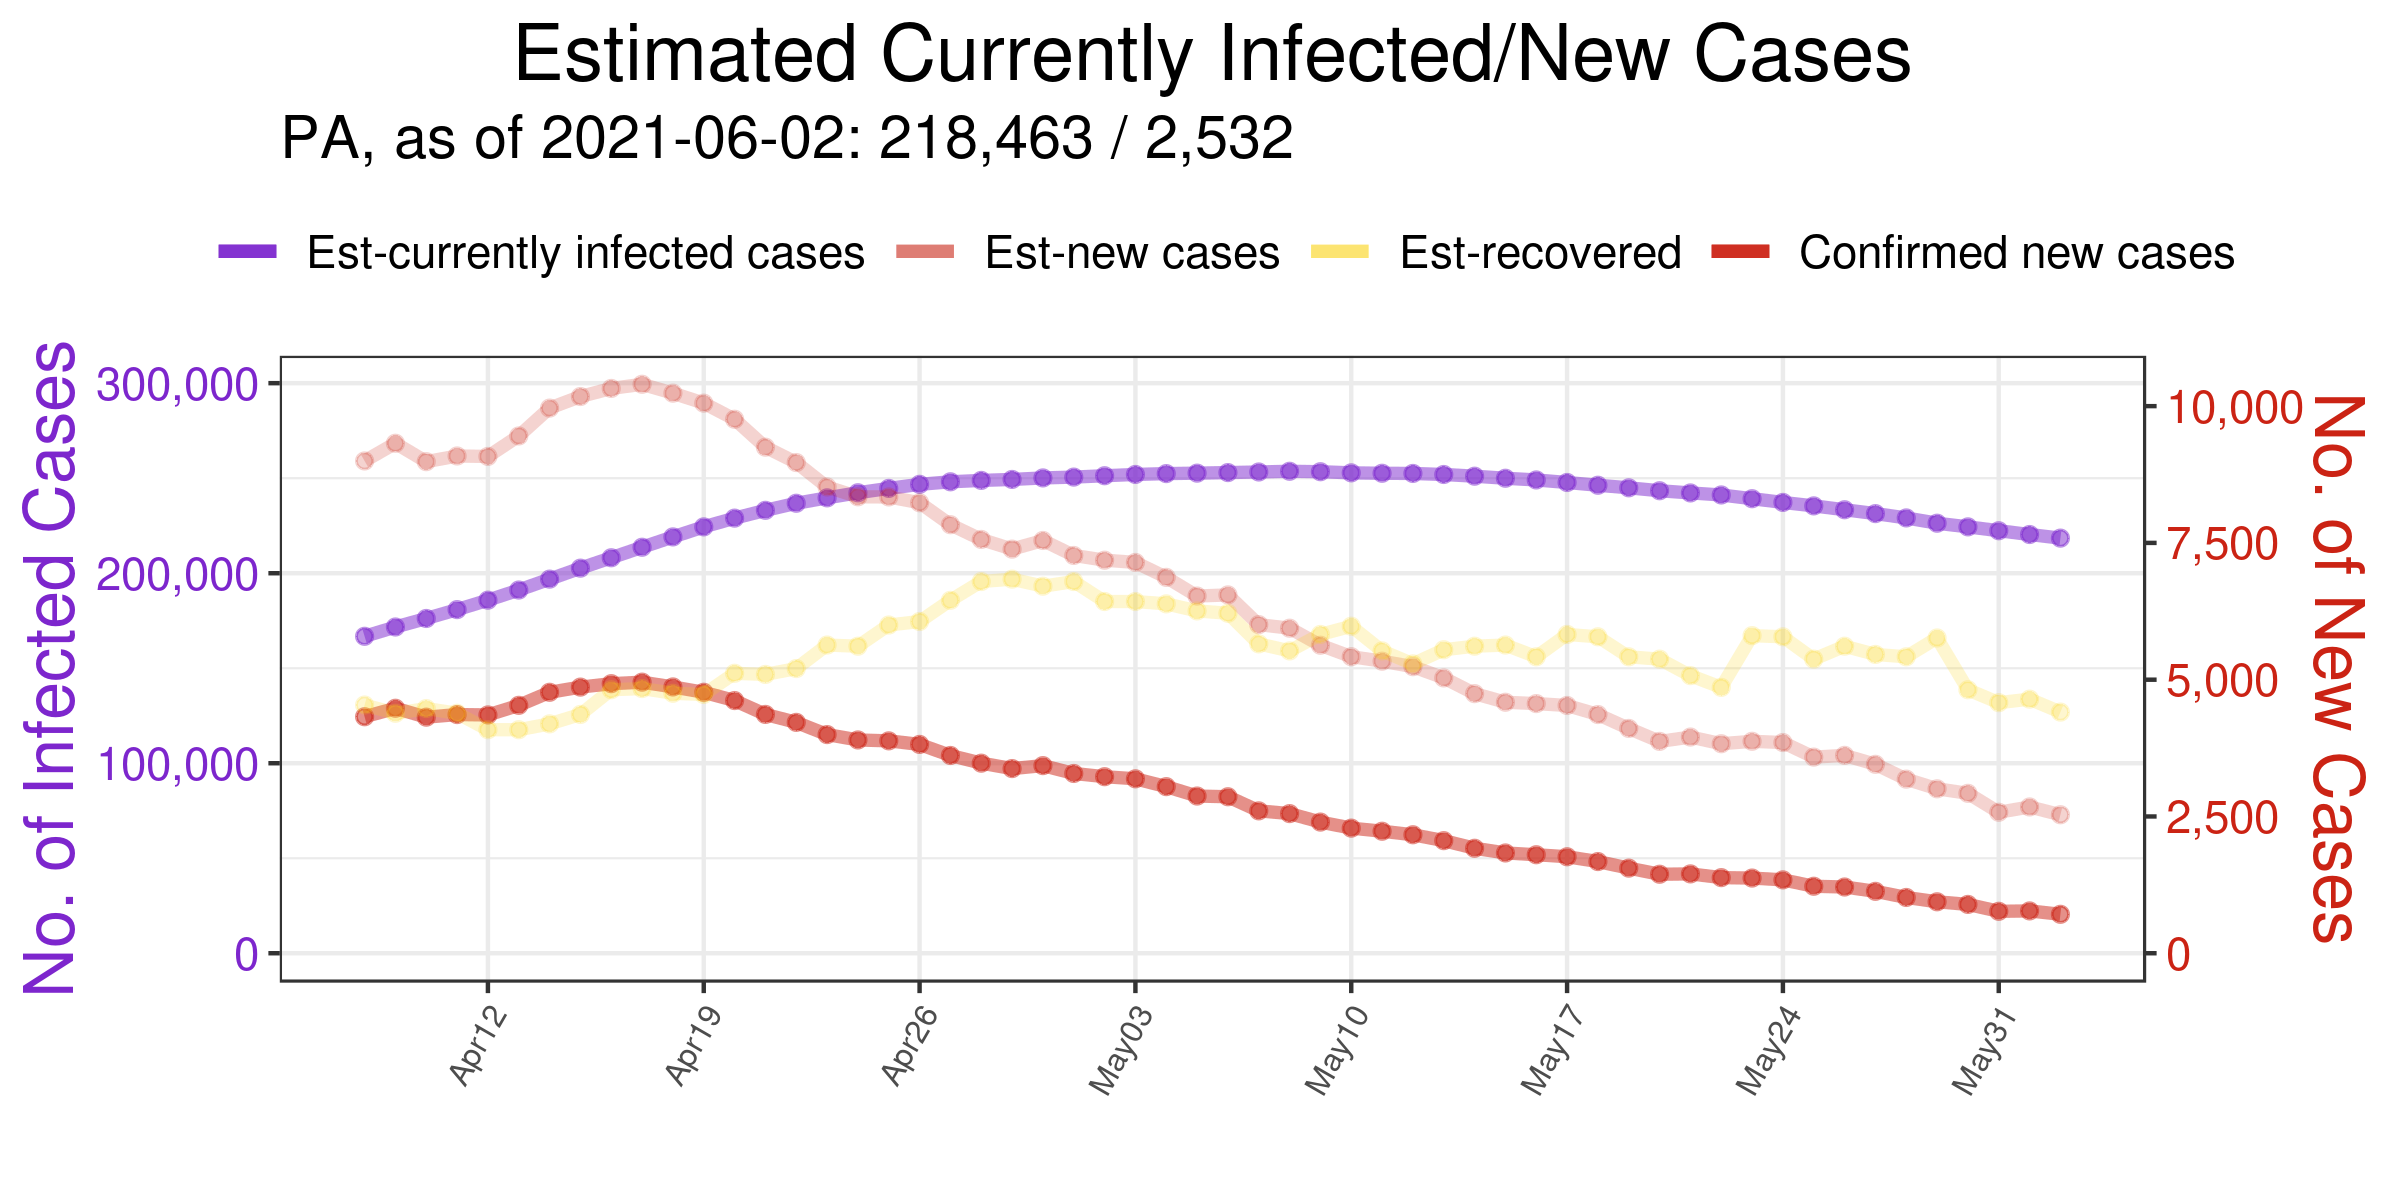 Estimated Currently Infected/New Cases
PA, as of 2021-06-02: 218,463 / 2,532
Est-currently infected cases Est-new cases Est-recovered Confirmed new cases
No. of Infected Cases
300,000
200,000
100,000
0
10,000
7,500
5,000
2,500
0
No. of New Cases
Apr12 Apr19 Apr26 May03 May10 May17 May24 May31